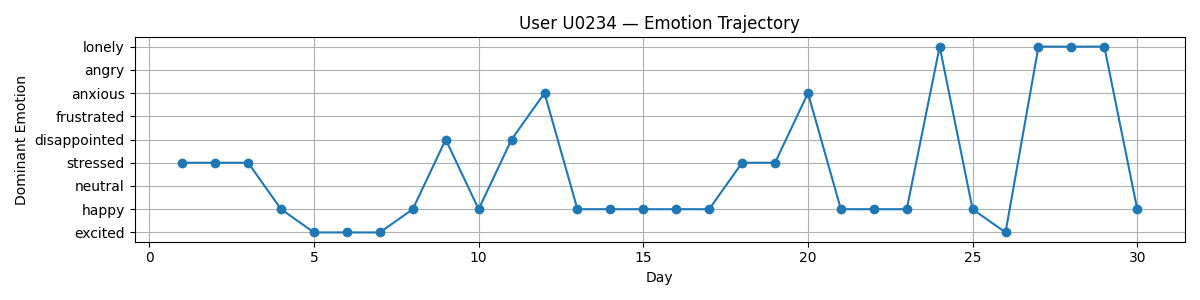 User U0234 — Emotion Trajectory
Dominant Emotion
lonely
angry
anxious
frustrated
disappointed
stressed
neutral
happy
excited
0 5 10 15 20 25 30
Day